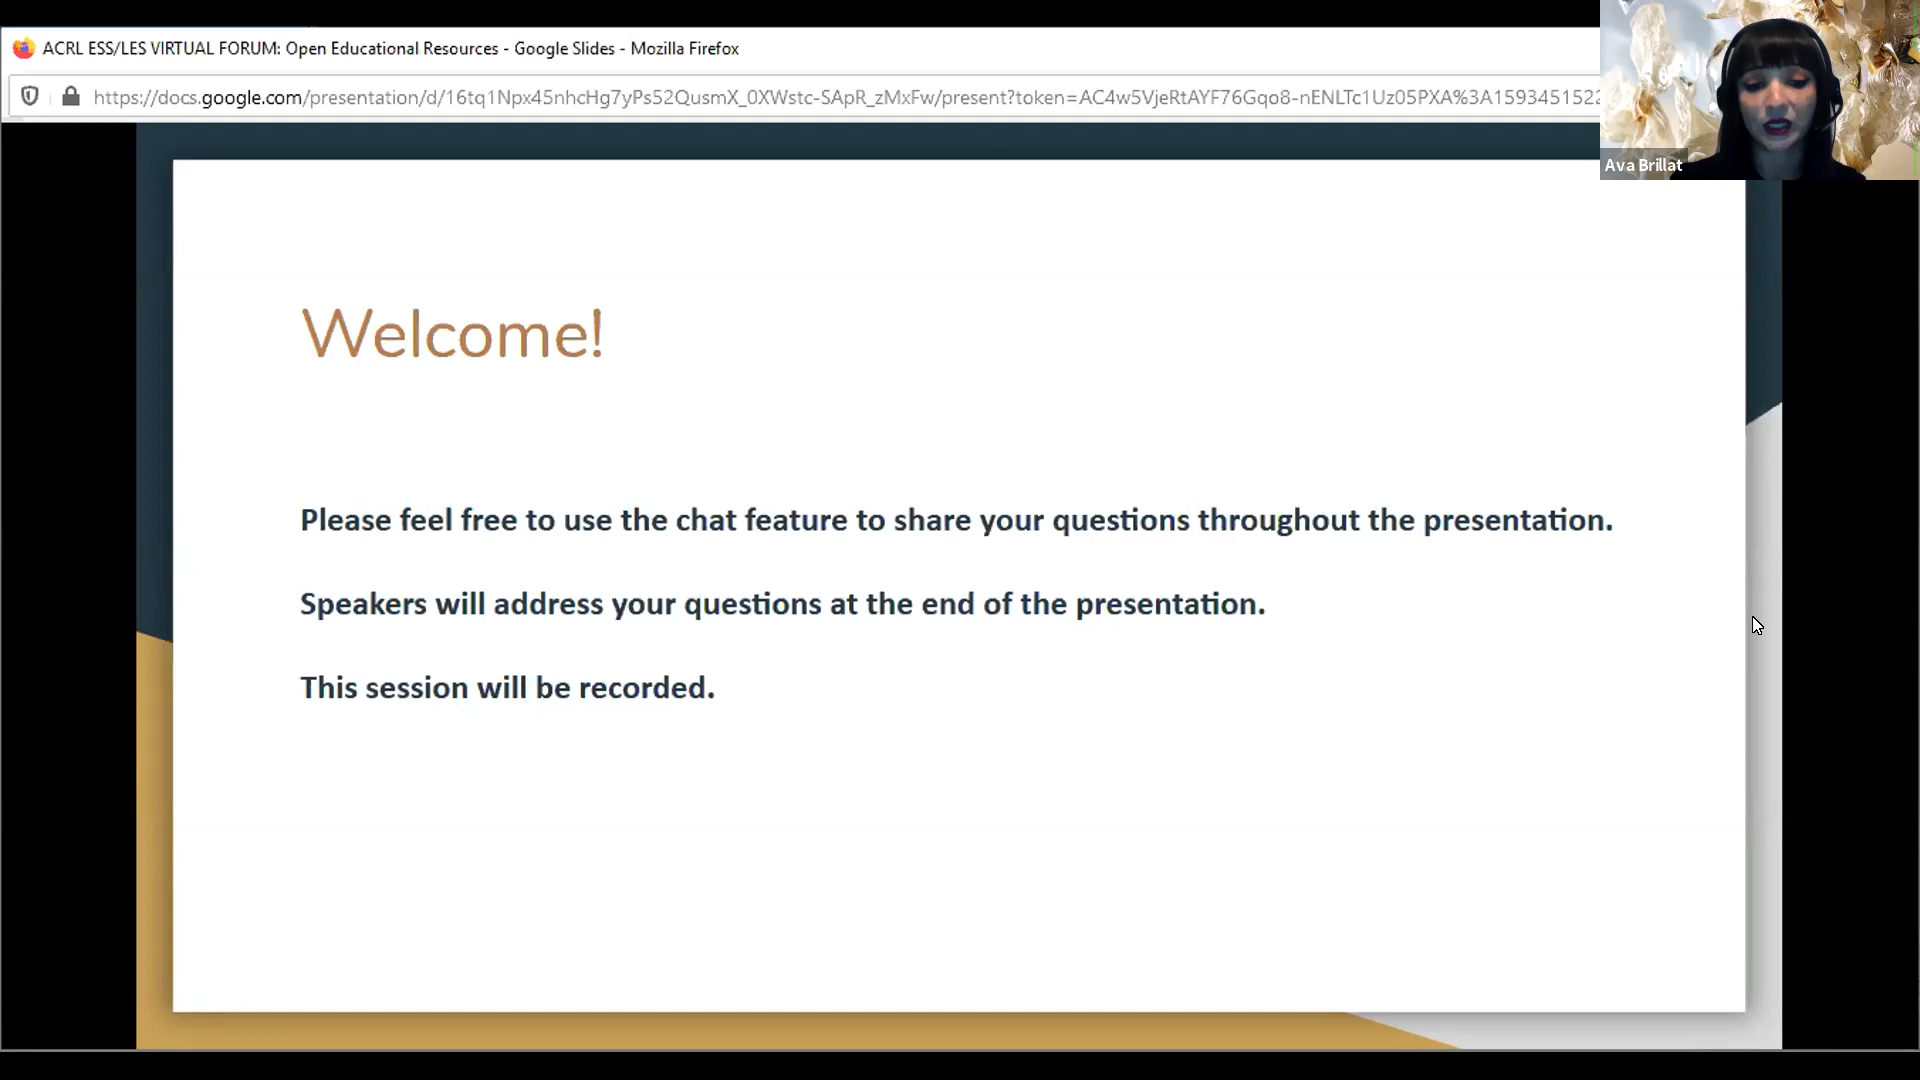 ACRL ESS/LES VIRTUAL FORUM: Open Educational Resources - Google Slides - Mozilla Firefox
https://docs.google.com/presentation/d/16tq1Npx45nhcHg7yPs52QusmX_0XWstc-SApR_zMxFw/present?token=AC4w5VjeRtAYF76Gqo8-nENLTc1Uz05PXA%3A1593451522
Ava Brillat
Welcome!
Please feel free to use the chat feature to share your questions throughout the presentation.
Speakers will address your questions at the end of the presentation.
This session will be recorded.